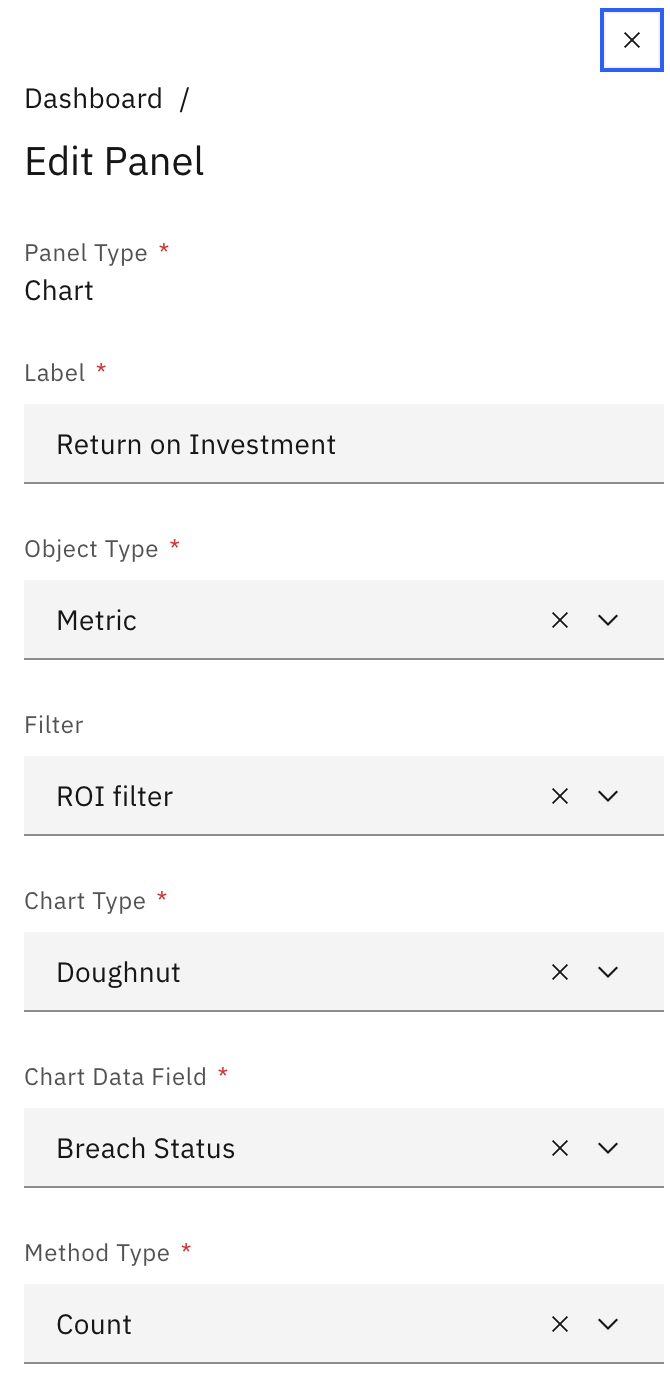 Dashboard /
Edit Panel
Panel Type *
Chart
Label *
Return on Investment
Object Type *
Metric
Filter
ROI filter
Chart Type *
Doughnut
Chart Data Field *
Breach Status
Method Type *
Count